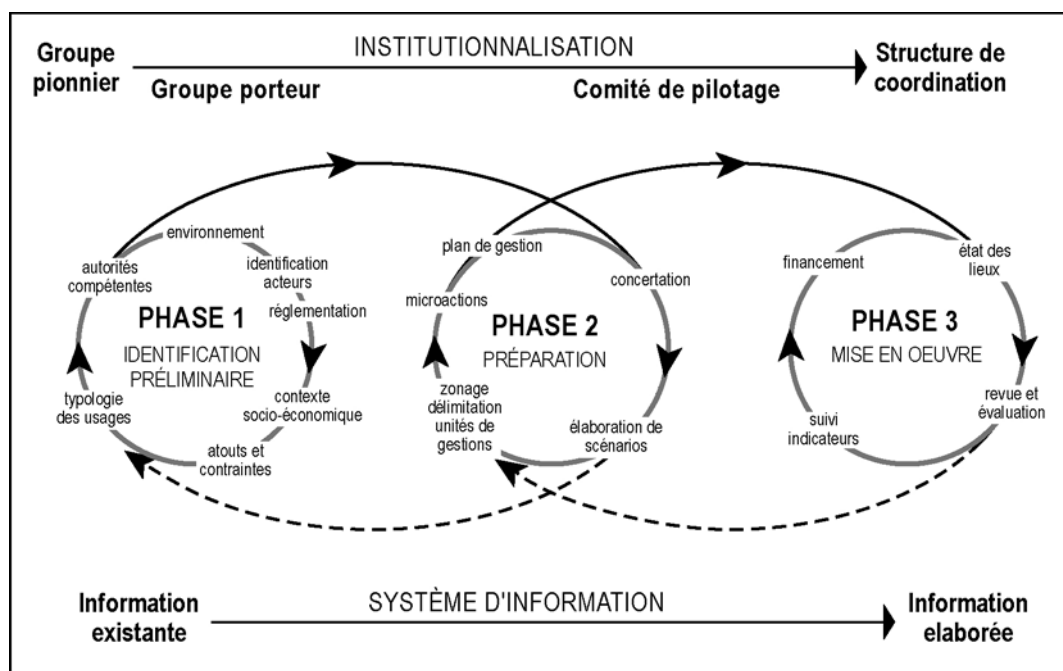 Groupe
pionnier
INSTITUTIONNALISATION
Structure de
coordination
Groupe porteur
Comité de pilotage
environnement
autorités
compétentes
identification
acteurs
réglementation
PHASE 1
IDENTIFICATION
PRÉLIMINAIRE
typologie
des usages
contexte
socio-économique
atouts et
contraintes
plan de gestion
concertation
microactions
PHASE 2
PRÉPARATION
zonage
délimitation
unités de
gestions
élaboration de
scénarios
financement
état des
lieux
PHASE 3
MISE EN OEUVRE
suivi
indicateurs
revue et
évaluation
Information
existante
SYSTÈME D'INFORMATION
Information
elaborée